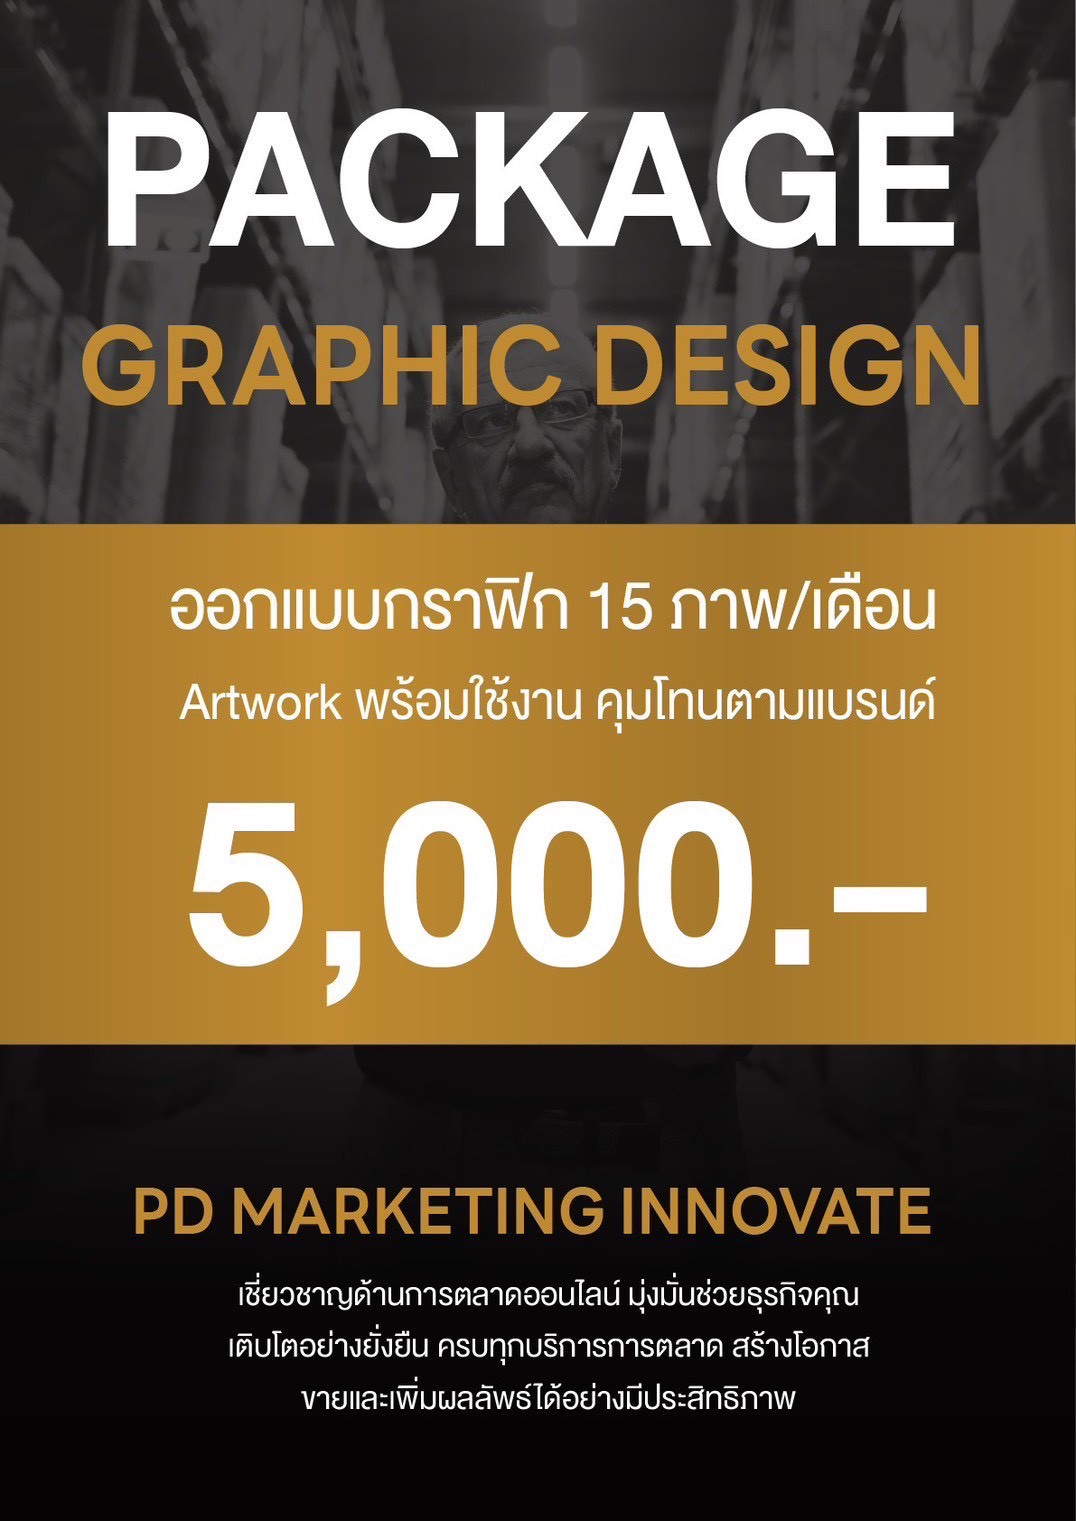 PACKAGE
GRAPHIC DESIGN
ออกแบบกราฟิก 15 ภาพ/เดือน
Artwork พร้อมใช้งาน คุมโทนตามแบรนด์
5,000.-
PD MARKETING INNOVATE
เชี่ยวชาญด้านการตลาดออนไลน์ มุ่งมั่นช่วยธุรกิจคุณ
เติบโตอย่างยั่งยืน ครบทุกบริการการตลาด สร้างโอกาส
ขายและเพิ่มผลลัพธ์ได้อย่างมีประสิทธิภาพ